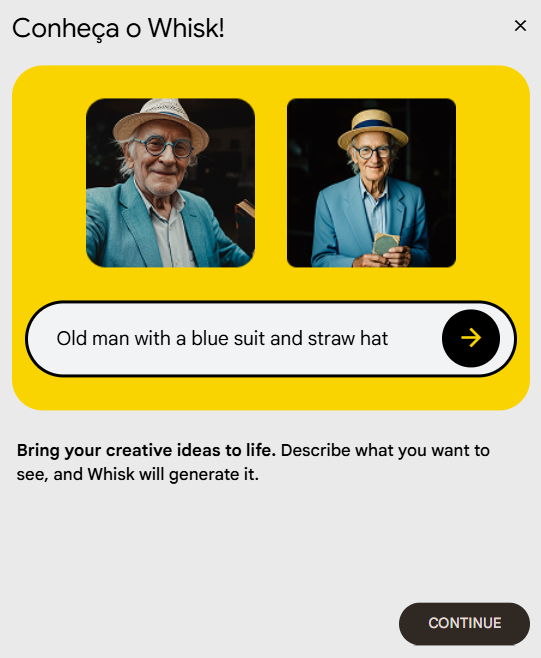 Conheça o Whisk!
Old man with a blue suit and straw hat
Bring your creative ideas to life. Describe what you want to
see, and Whisk will generate it.
CONTINUE